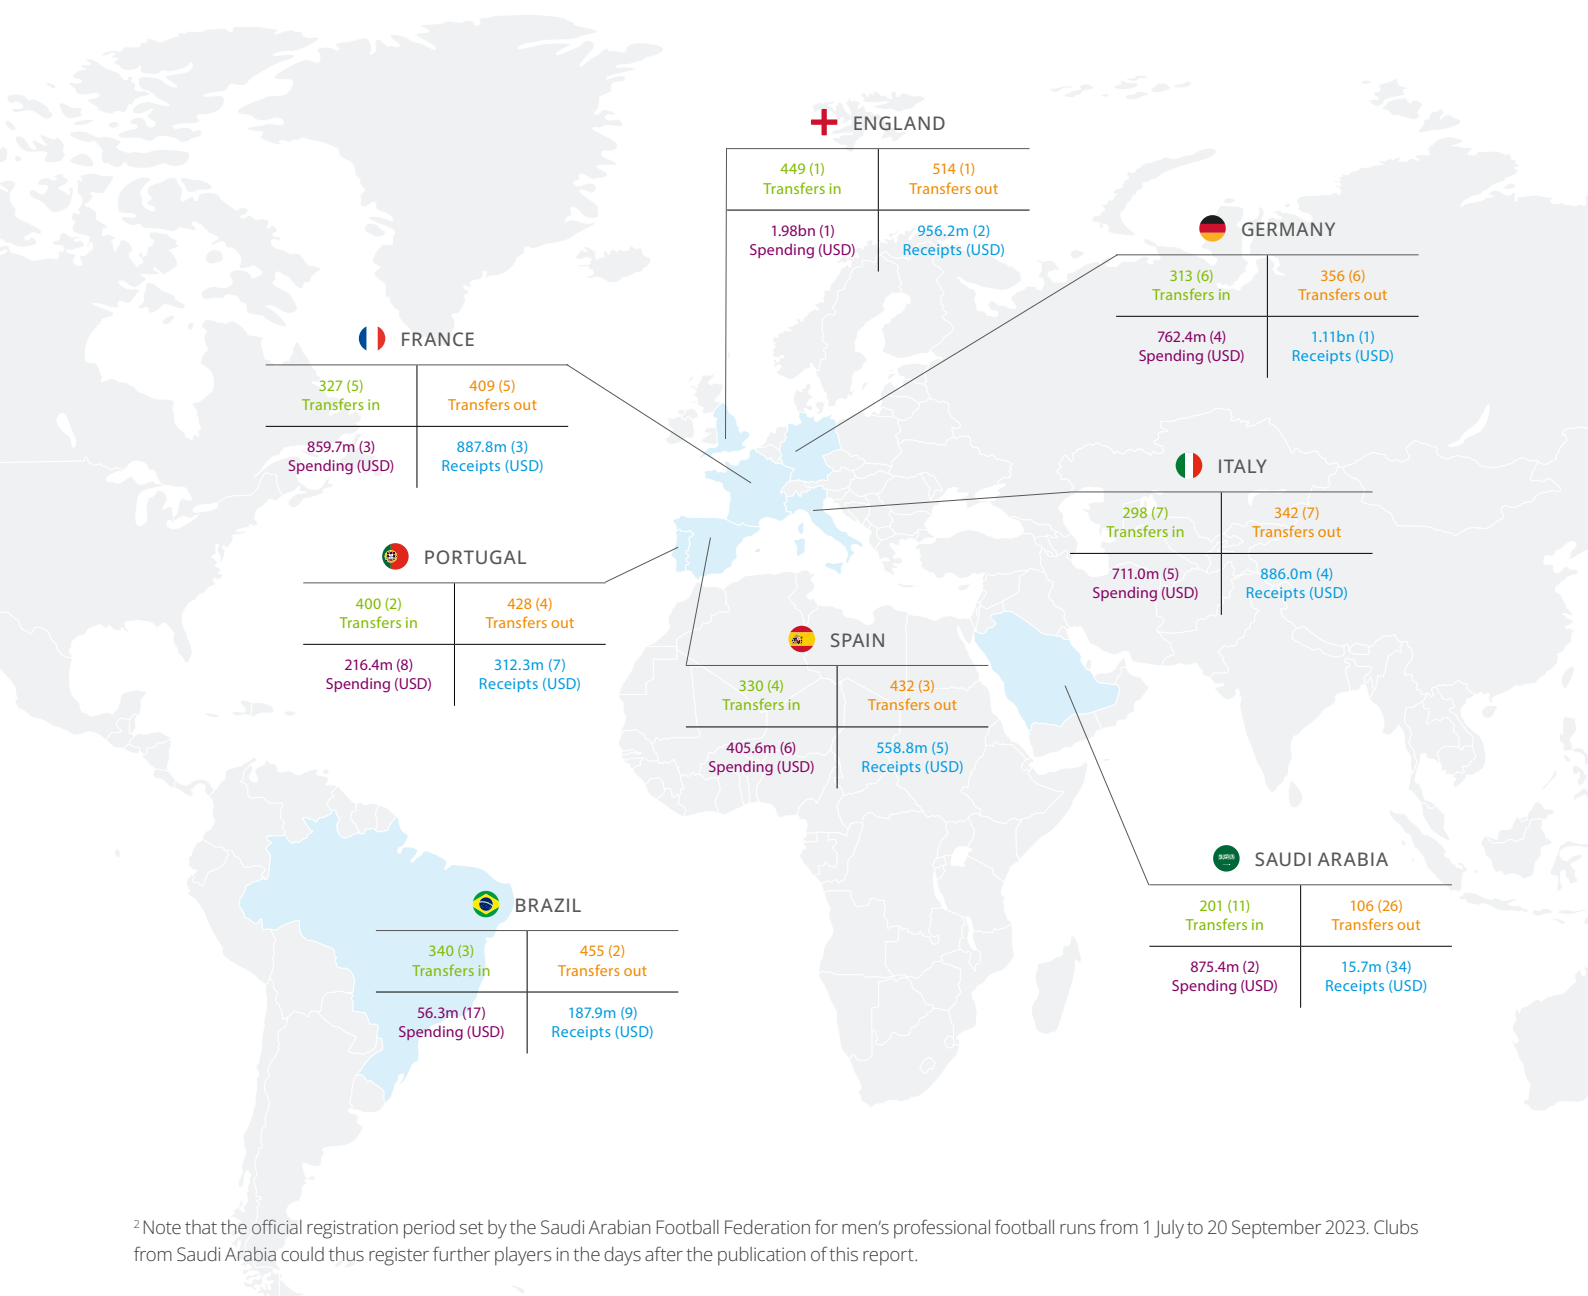 ENGLAND
449 (1)
Transfers in
514 (1)
Transfers out
1.98bn (1)
Spending (USD)
956.2m (2)
Receipts (USD)
GERMANY
313 (6)
Transfers in
356 (6)
Transfers out
762.4m (4)
Spending (USD)
1.11bn (1)
Receipts (USD)
FRANCE
327 (5)
Transfers in
409 (5)
Transfers out
859.7m (3)
Spending (USD)
887.8m (3)
Receipts (USD)
ITALY
298 (7)
Transfers in
342 (7)
Transfers out
711.0m (5)
Spending (USD)
886.0m (4)
Receipts (USD)
PORTUGAL
400 (2)
Transfers in
428 (4)
Transfers out
216.4m (8)
Spending (USD)
312.3m (7)
Receipts (USD)
SPAIN
330 (4)
Transfers in
432 (3)
Transfers out
405.6m (6)
Spending (USD)
558.8m (5)
Receipts (USD)
SAUDI ARABIA
201 (11)
Transfers in
106 (26)
Transfers out
875.4m (2)
Spending (USD)
15.7m (34)
Receipts (USD)
BRAZIL
340 (3)
Transfers in
455 (2)
Transfers out
56.3m (17)
Spending (USD)
187.9m (9)
Receipts (USD)
2 Note that the official registration period set by the Saudi Arabian Football Federation for men's professional football runs from 1 July to 20 September 2023. Clubs
from Saudi Arabia could thus register further players in the days after the publication of this report.